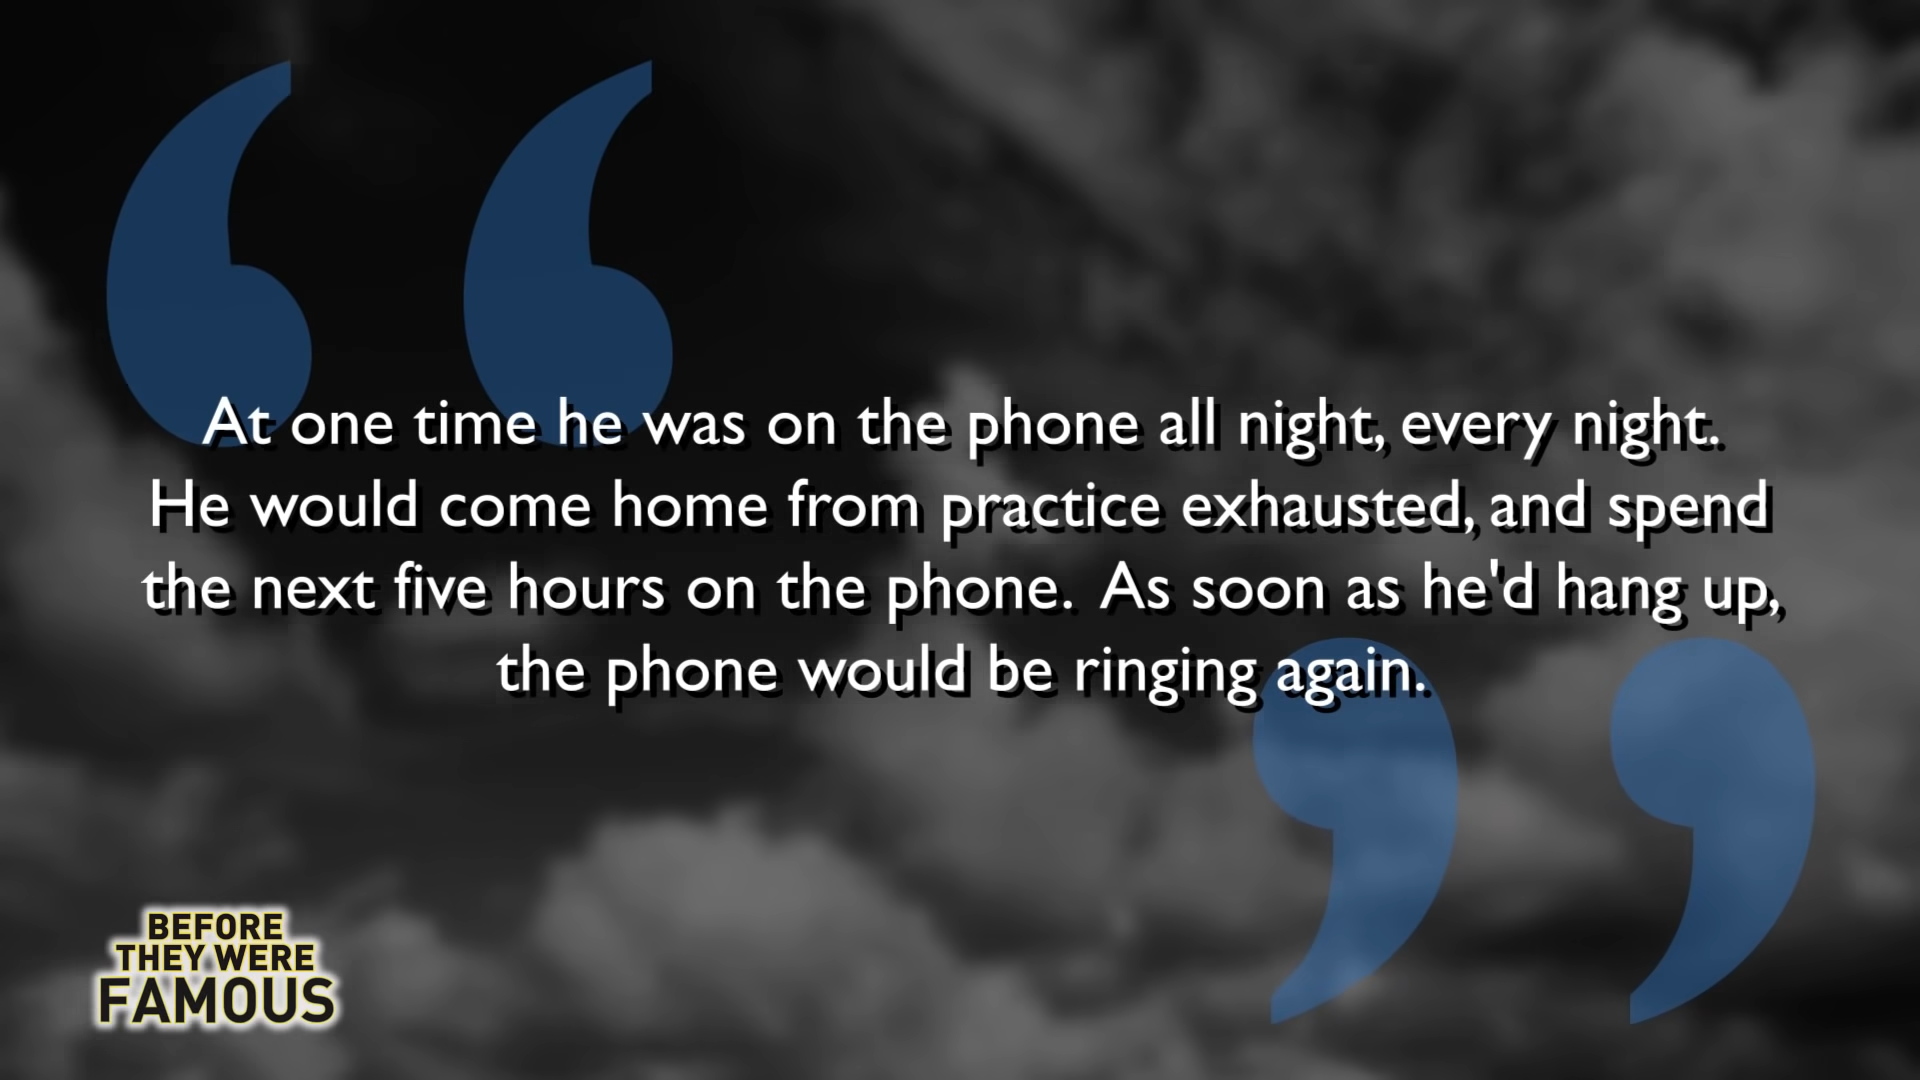 At one time he was on the phone all night, every night.
He would come home from practice exhausted, and spend
the next five hours on the phone.  As soon as he'd hang up,
the phone would be ringing again.
BEFORE
THEY WERE
FAMOUS